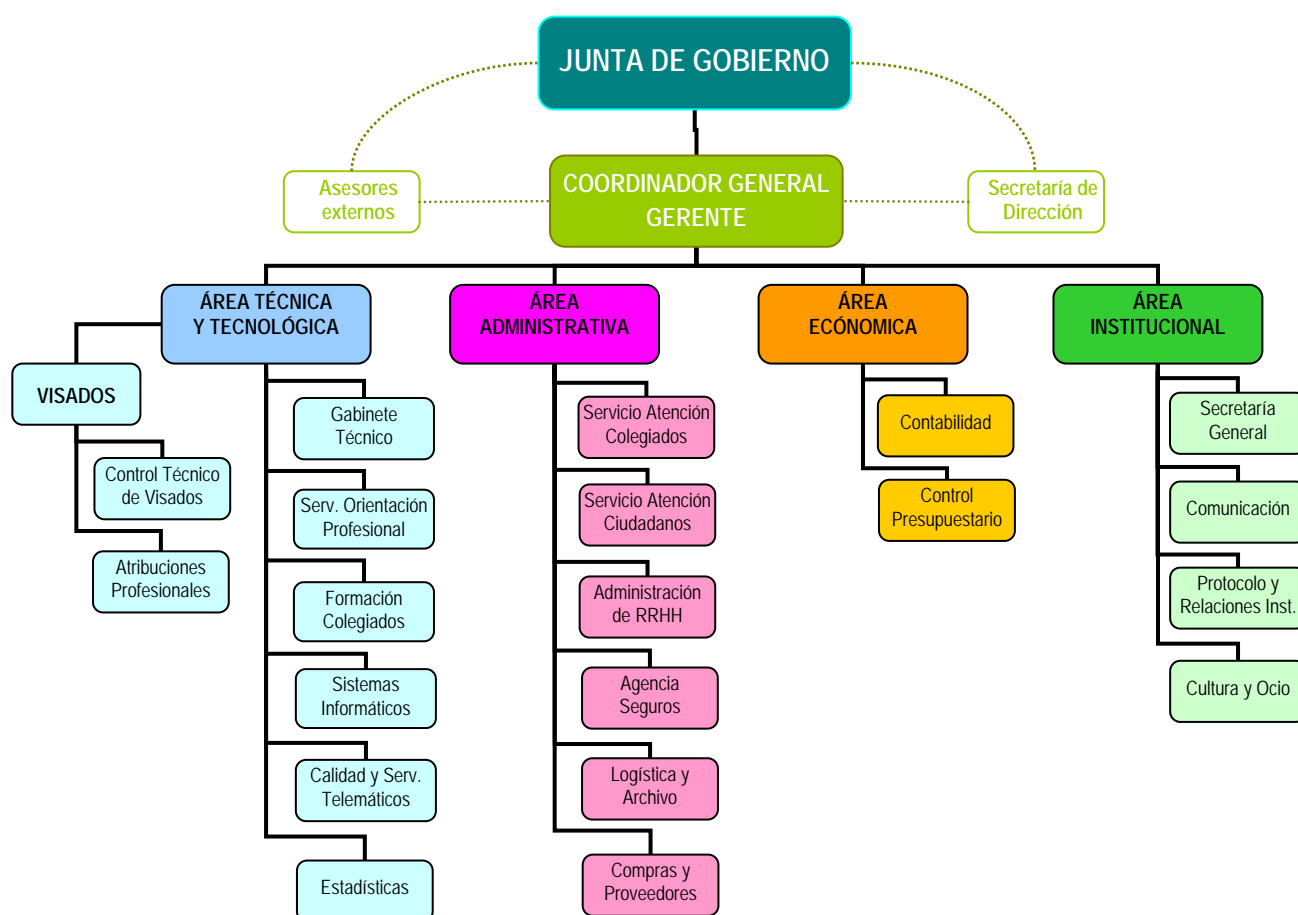 JUNTA DE GOBIERNO
Asesores
externos
COORDINADOR GENERAL
GERENTE
Secretaría de
Dirección
ÁREA TÉCNICA
Y TECNOLÓGICA
ÁREA
ADMINISTRATIVA
ÁREA
ECÓNOMICA
ÁREA
INSTITUCIONAL
VISADOS
Control Técnico
de Visados
Atribuciones
Profesionales
Gabinete
Técnico
Serv. Orientación
Profesional
Formación
Colegiados
Sistemas
Informáticos
Calidad y Serv.
Telemáticos
Estadísticas
Servicio Atención
Colegiados
Servicio Atención
Ciudadanos
Administración
de RRHH
Agencia
Seguros
Logística y
Archivo
Compras y
Proveedores
Contabilidad
Control
Presupuestario
Secretaría
General
Comunicación
Protocolo y
Relaciones Inst.
Cultura y Ocio